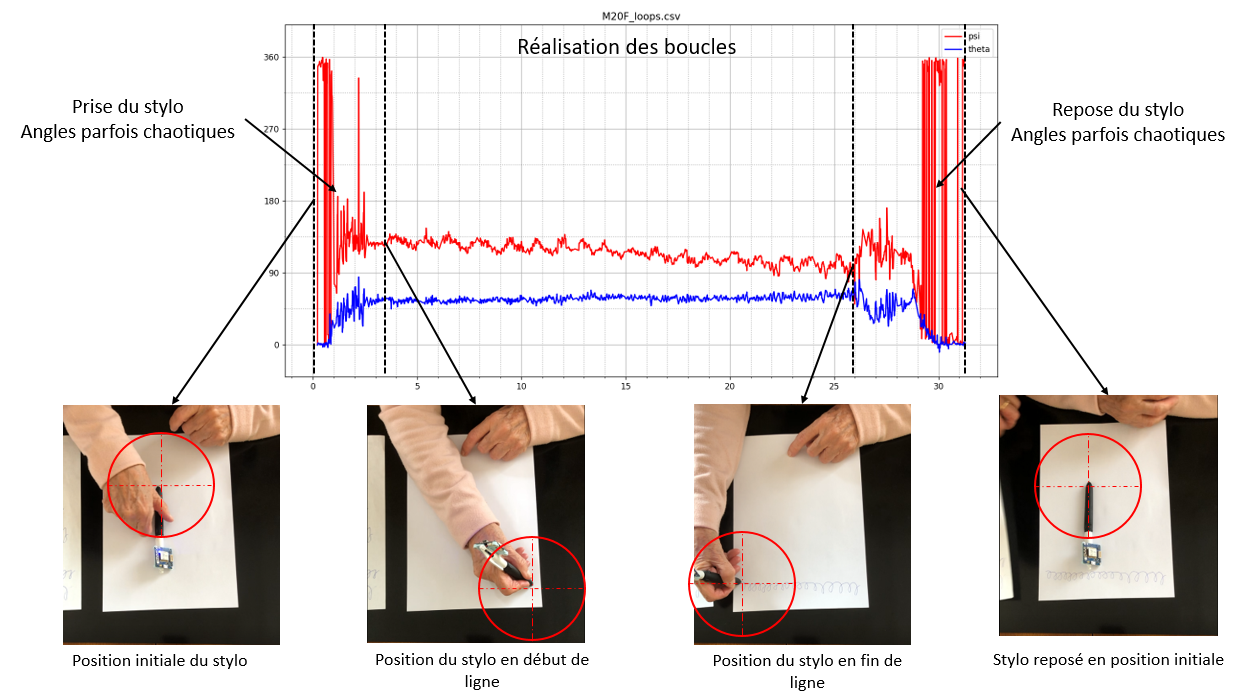 M20F_loops.csv
Réalisation des boucles
psi
theta
360
270
180
90
0
0
5
10
15
20
25
30
Prise du stylo
Angles parfois chaotiques
Repose du stylo
Angles parfois chaotiques
Position initiale du stylo
Position du stylo en début de
ligne
Position du stylo en fin de
ligne
Stylo reposé en position initiale